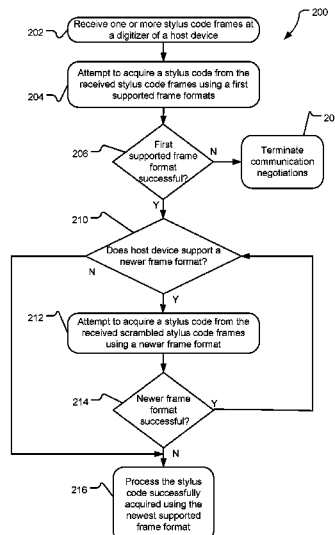 200
202
Receive one or more stylus code frames at
a digitizer of a host device
204
Attempt to acquire a stylus code from the
received stylus code frames using a first
supported frame formats
206
First
supported frame
format
successful?
N
20
Terminate
communication
negotiations
Y
210
Does host device support a
newer frame format?
N
Y
212
Attempt to acquire a stylus code from the
received scrambled stylus code frames
using a newer frame format
214
Newer frame
format
successful?
Y
N
216
Process the stylus
code successfully
acquired using the
newest supported
frame format